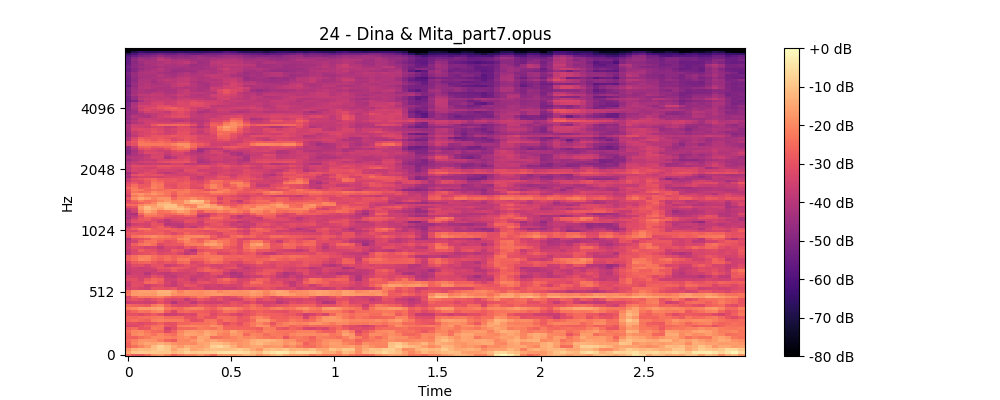 24 - Dina & Mita_part7.opus
Hz
4096
2048
1024
512
0
0
0.5
1
1.5
2
2.5
Time
+0 dB
-10 dB
-20 dB
-30 dB
-40 dB
-50 dB
-60 dB
-70 dB
-80 dB